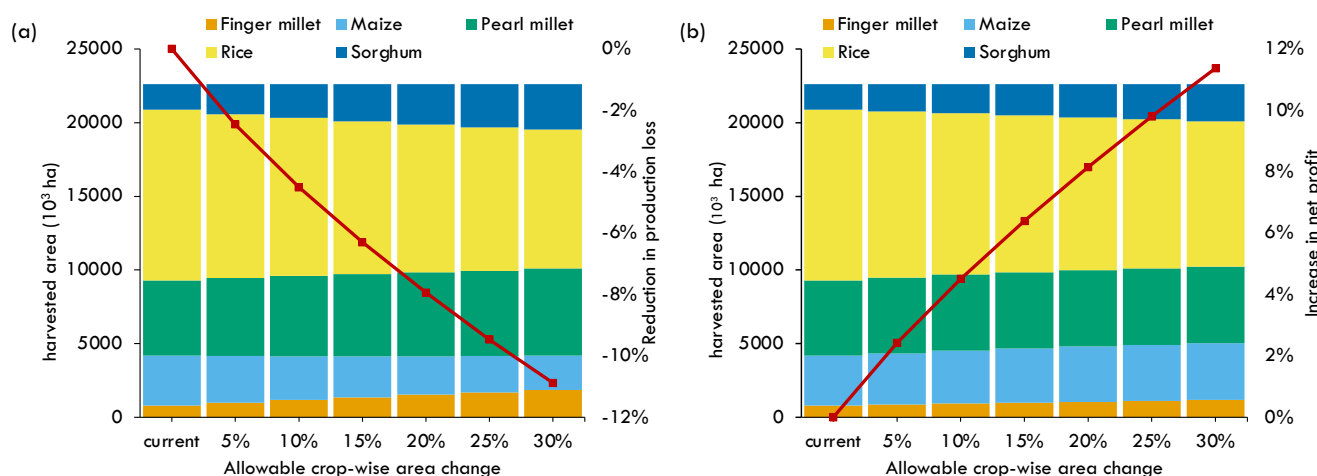 (a)
Finger millet Maize Pearl millet
Rice Sorghum
25000
20000
15000
10000
5000
0
harvested area (10³ ha)
0%
-2%
-4%
-6%
-8%
-10%
-12%
Reduction in production loss
current 5% 10% 15% 20% 25% 30%
Allowable crop-wise area change
(b)
Finger millet Maize Pearl millet
Rice Sorghum
25000
20000
15000
10000
5000
0
harvested area (10³ ha)
12%
10%
8%
6%
4%
2%
0%
Increase in net profit
current 5% 10% 15% 20% 25% 30%
Allowable crop-wise area change